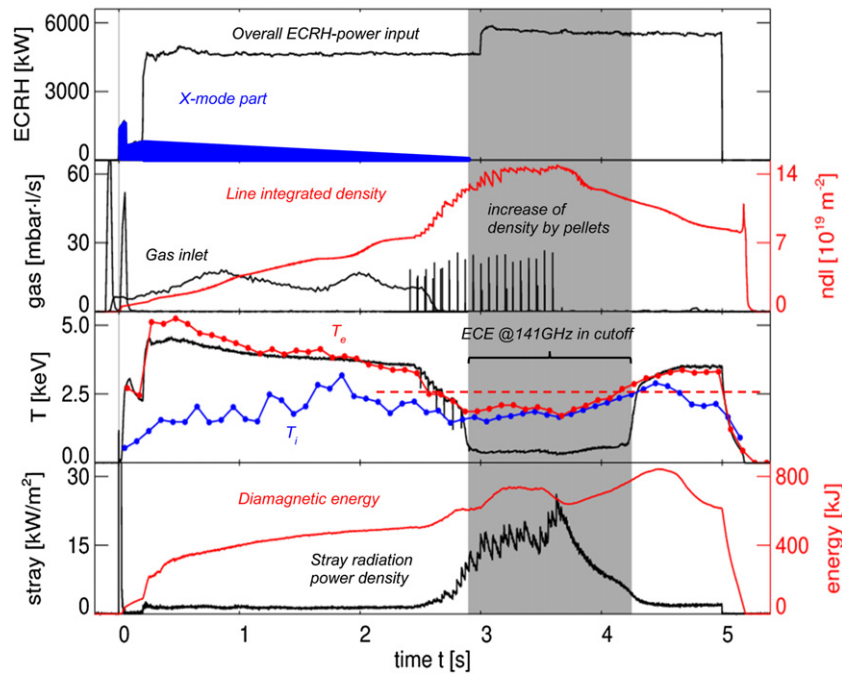 6000
3000
0
ECRH [kW]
Overall ECRH-power input
X-mode part
60
30
0
gas [mbar·l/s]
Line integrated density
Gas inlet
increase of
density by pellets
14
7
0
ndl [10¹⁹ m⁻²]
5.0
2.5
0.0
T [keV]
Tₑ
Tᵢ
ECE @141GHz in cutoff
30
15
0
stray [kW/m²]
Diamagnetic energy
Stray radiation
power density
800
400
0
energy [kJ]
0
1
2
3
4
5
time t [s]